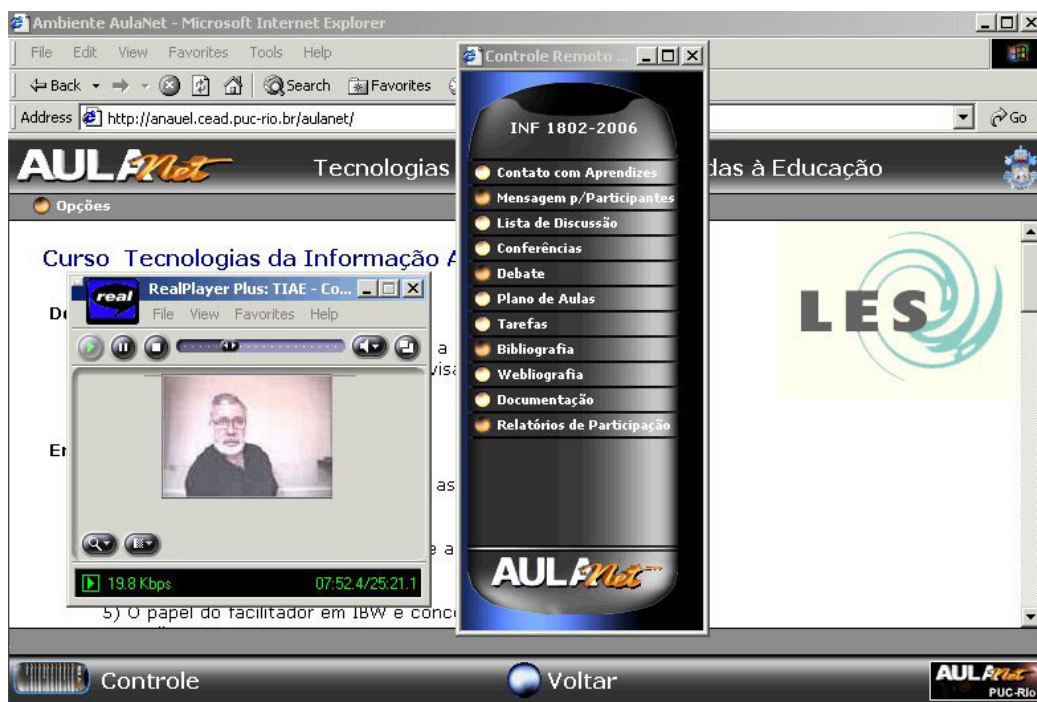 Ambiente AulaNet - Microsoft Internet Explorer
File Edit View Favorites Tools Help
Back Search Favorites
Address http://anauel.cead.puc-rio.br/aulanet/ Go
AULANet Tecnologias das à Educação
Opções
Curso Tecnologias da Informação A
real RealPlayer Plus: TIAE - Co...
File View Favorites Help
a
19.8 Kbps 07:52.4/25:21.1
as
e a
5) O papel do facilitador em IBW e conc
Controle Remoto ...
INF 1802-2006
Contato com Aprendizes
Mensagem p/Participantes
Lista de Discussão
Conferências
Debate
Plano de Aulas
Tarefas
Bibliografia
Webliografia
Documentação
Relatórios de Participação
AULANet
LES
Controle Voltar AULANet
PUC-Rio